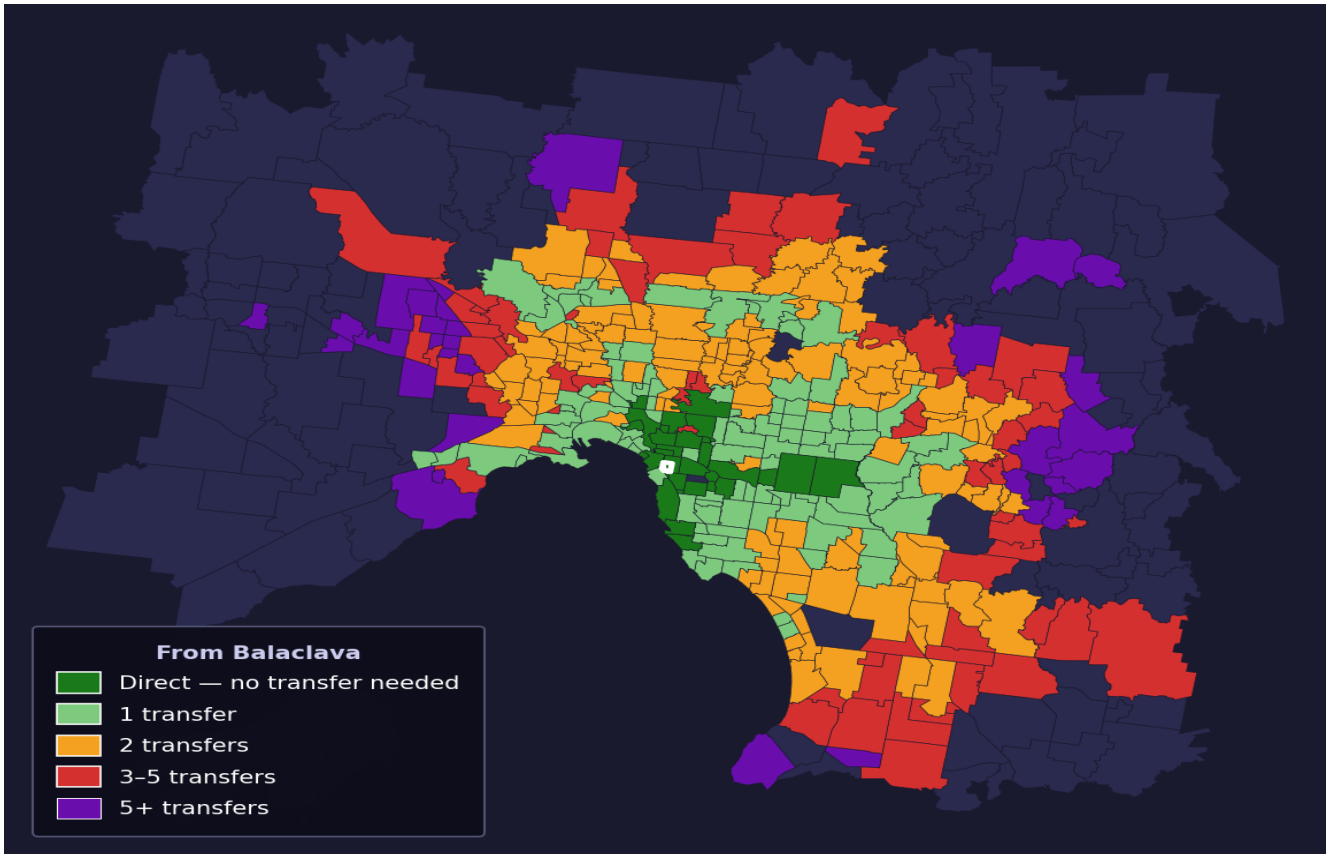 From Balaclava
Direct — no transfer needed
1 transfer
2 transfers
3–5 transfers
5+ transfers